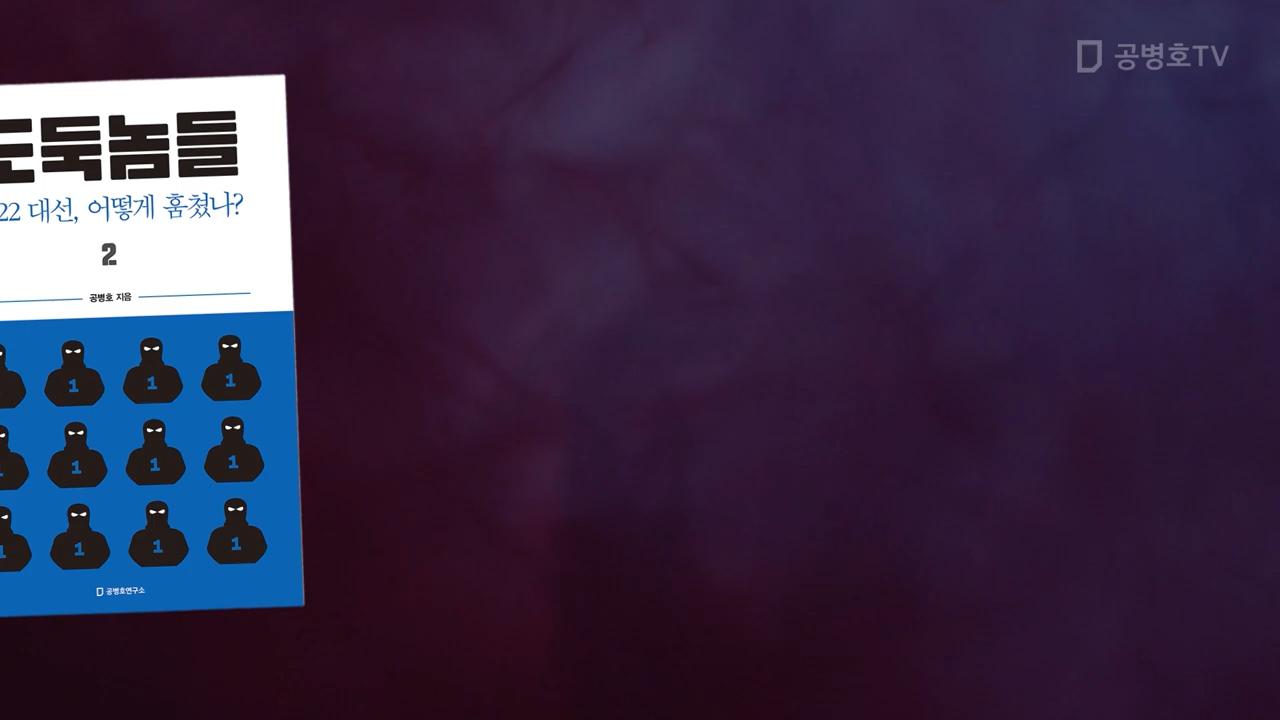 공병호TV
도둑놈들
22 대선, 어떻게 훔쳤나?
2
공병호 지음
1 1 1
1 1 1 1
1 1 1 1
공병호연구소